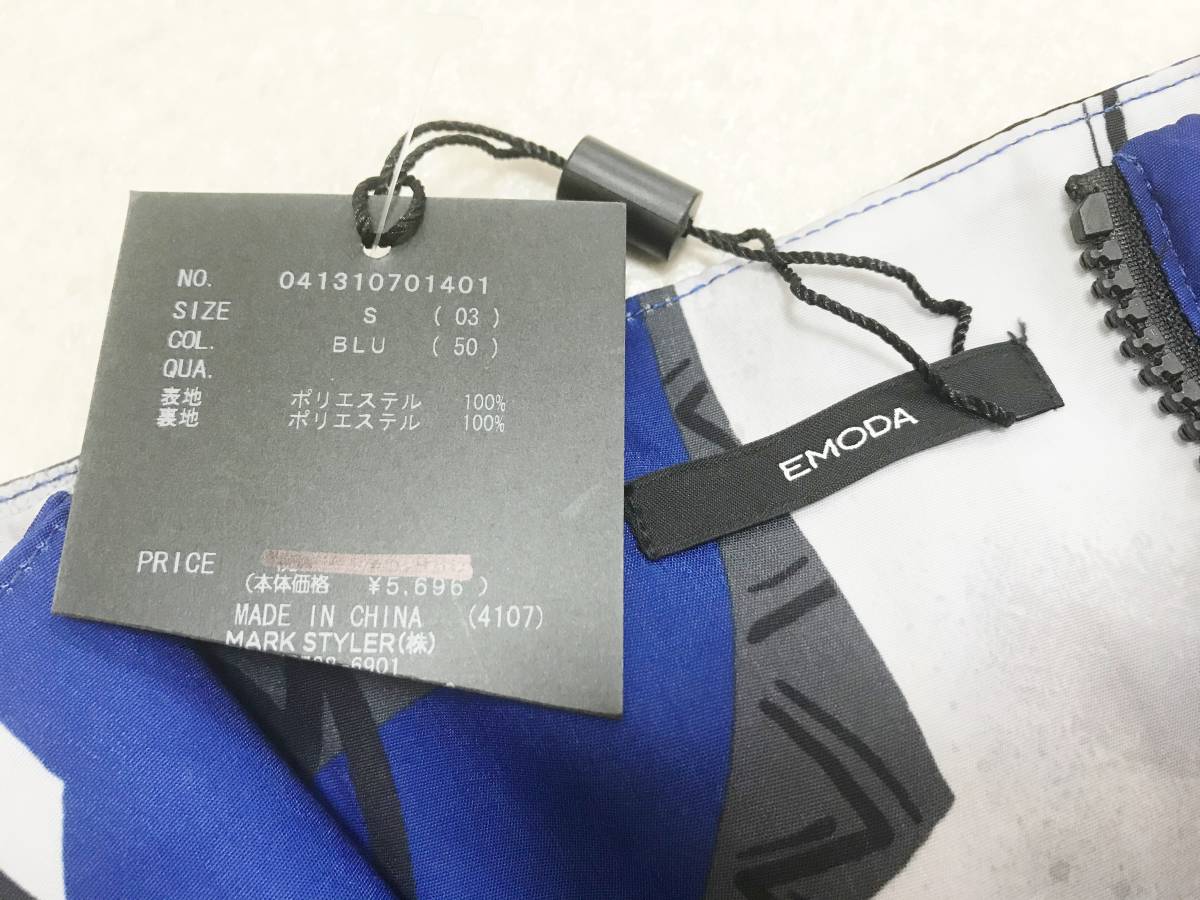 NO. 041310701401
SIZE S ( 03 )
COL. BLU ( 50 )
QUA.
表地 ポリエステル 100%
裏地 ポリエステル 100%
PRICE
(本体価格 ¥5,696 )
MADE IN CHINA (4107)
MARK STYLER(株)
-6901
EMODA